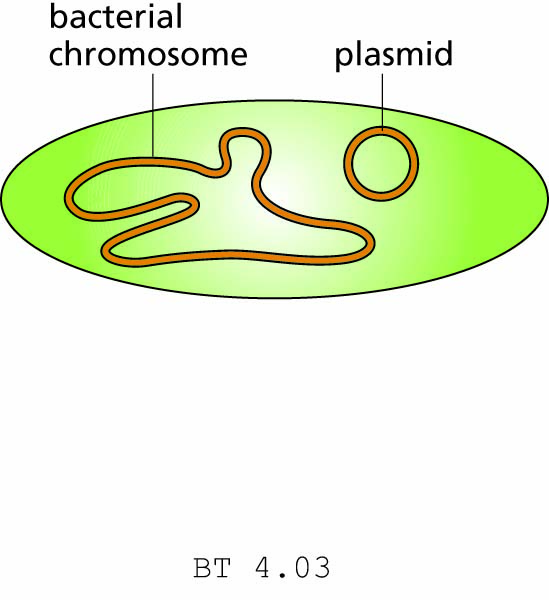 bacterial
chromosome
plasmid
BT 4.03